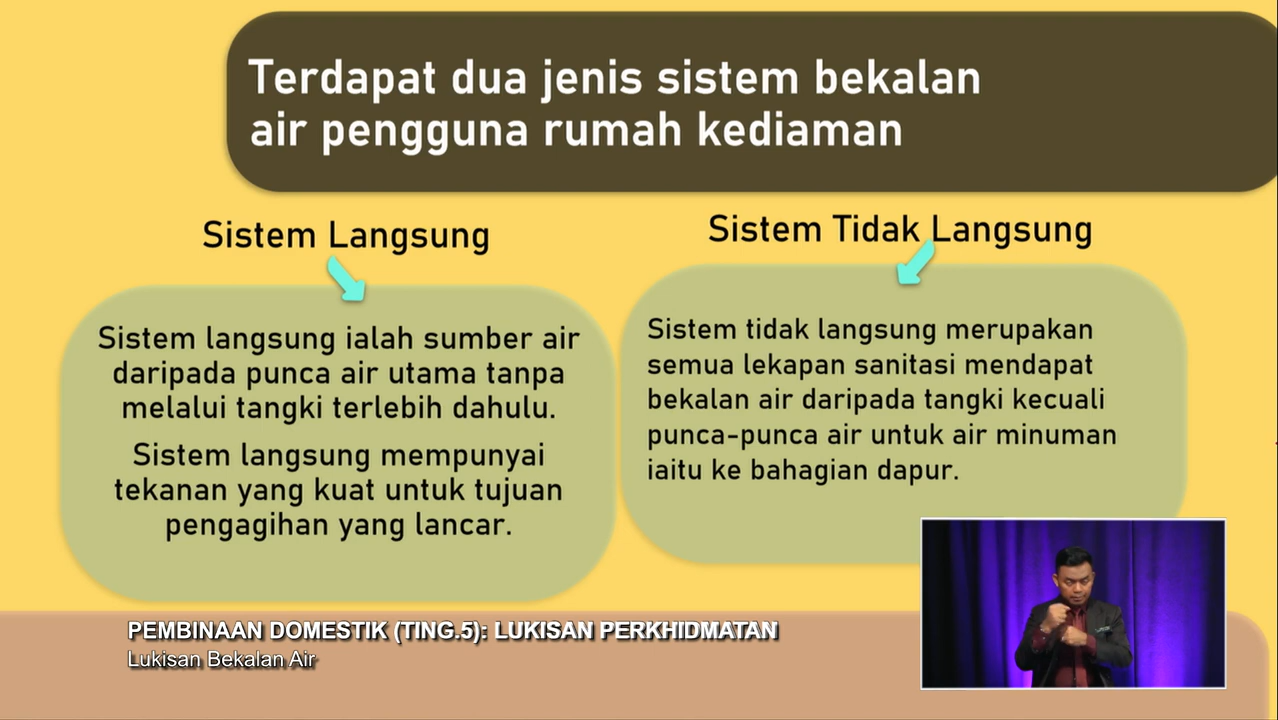 Terdapat dua jenis sistem bekalan
air pengguna rumah kediaman
Sistem Langsung
Sistem langsung ialah sumber air
daripada punca air utama tanpa
melalui tangki terlebih dahulu.
Sistem langsung mempunyai
tekanan yang kuat untuk tujuan
pengagihan yang lancar.
Sistem Tidak Langsung
Sistem tidak langsung merupakan
semua lekapan sanitasi mendapat
bekalan air daripada tangki kecuali
punca-punca air untuk air minuman
iaitu ke bahagian dapur.
PEMBINAAN DOMESTIK (TING.5): LUKISAN PERKHIDMATAN
Lukisan Bekalan Air